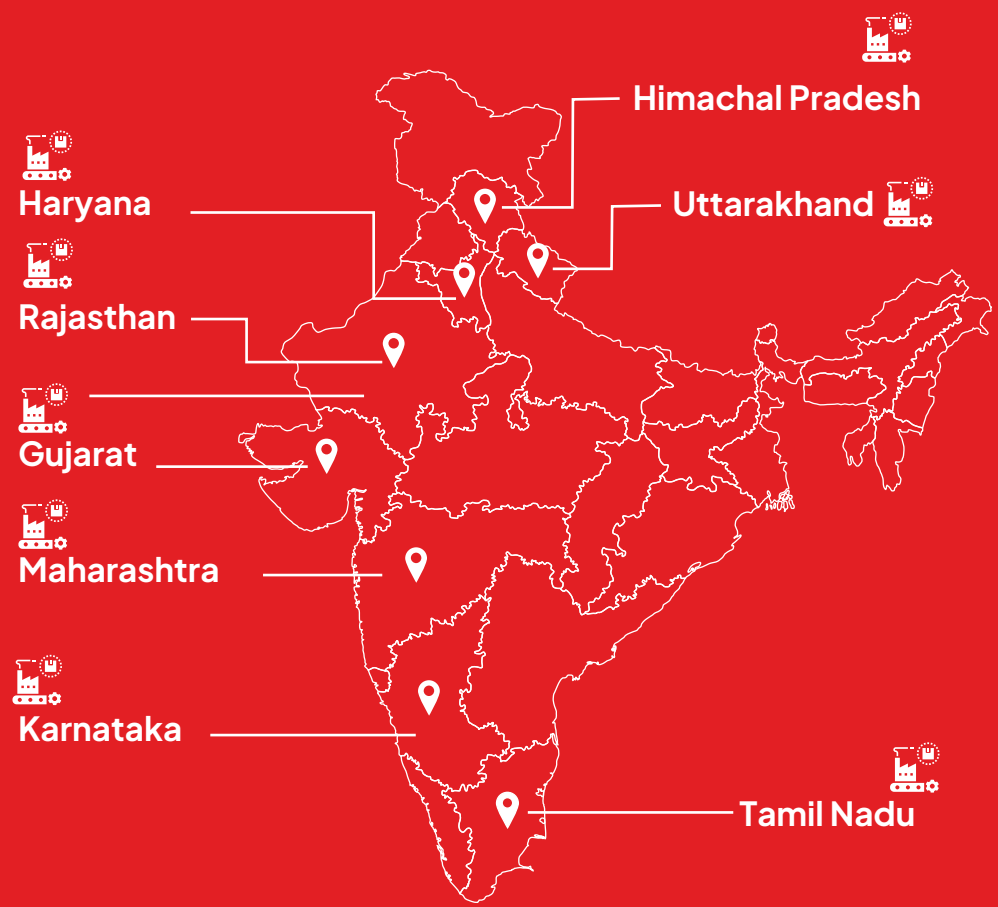 Himachal Pradesh
Haryana
Uttarakhand
Rajasthan
Gujarat
Maharashtra
Karnataka
Tamil Nadu